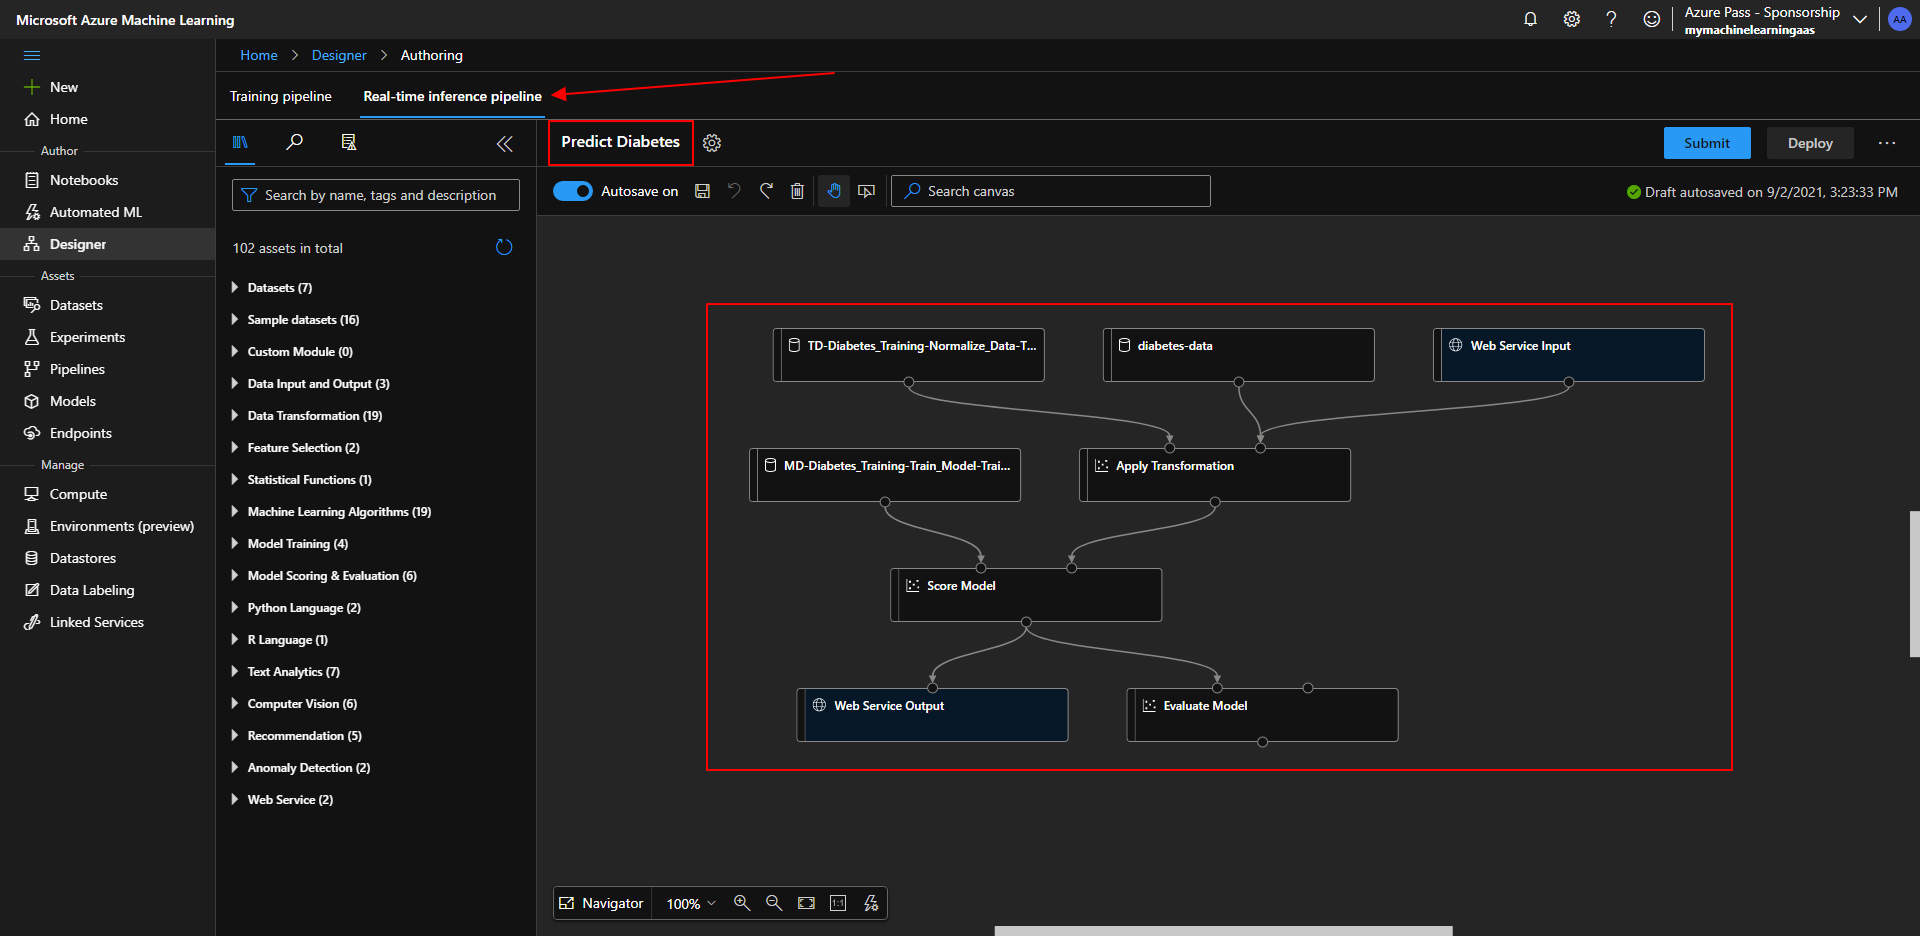 Microsoft Azure Machine Learning
Azure Pass - Sponsorship
mymachinelearningaas
AA
New
Home
Author
Notebooks
Automated ML
Designer
Assets
Datasets
Experiments
Pipelines
Models
Endpoints
Manage
Compute
Environments (preview)
Datastores
Data Labeling
Linked Services
Home > Designer > Authoring
Training pipeline
Real-time inference pipeline
Search by name, tags and description
102 assets in total
Datasets (7)
Sample datasets (16)
Custom Module (0)
Data Input and Output (3)
Data Transformation (19)
Feature Selection (2)
Statistical Functions (1)
Machine Learning Algorithms (19)
Model Training (4)
Model Scoring & Evaluation (6)
Python Language (2)
R Language (1)
Text Analytics (7)
Computer Vision (6)
Recommendation (5)
Anomaly Detection (2)
Web Service (2)
Predict Diabetes
Submit
Deploy
Autosave on
Search canvas
Draft autosaved on 9/2/2021, 3:23:33 PM
TD-Diabetes_Training-Normalize_Data-T...
diabetes-data
Web Service Input
MD-Diabetes_Training-Train_Model-Trai...
Apply Transformation
Score Model
Web Service Output
Evaluate Model
Navigator
100%
1:1